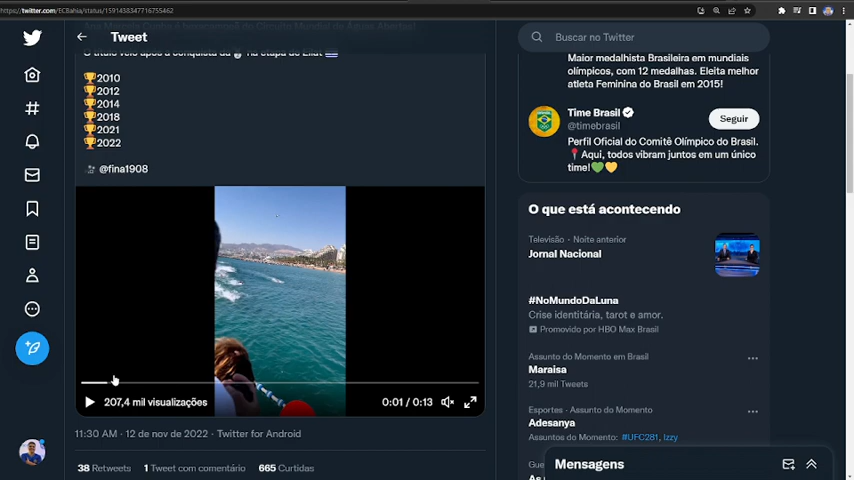 https://twitter.com/ECBahia/status/1591438347716755462
Tweet
Buscar no Twitter
O título veio após a conquista da na etapa de Eilat
2010
2012
2014
2018
2021
2022
@fina1908
207,4 mil visualizações
0:01 / 0:13
11:30 AM · 12 de nov de 2022 · Twitter for Android
38 Retweets 1 Tweet com comentário 665 Curtidas
Maior medalhista Brasileira em mundiais
olímpicos, com 12 medalhas. Eleita melhor
atleta Feminina do Brasil em 2015!
Time Brasil
@timebrasil
Seguir
Perfil Oficial do Comitê Olímpico do Brasil.
📍Aqui, todos vibram juntos em um único
time!💚💛
O que está acontecendo
Televisão · Noite anterior
Jornal Nacional
#NoMundoDaLuna
Crise identitária, tarot e amor.
Promovido por HBO Max Brasil
Assunto do Momento em Brasil
Maraisa
21,9 mil Tweets
Esportes · Assunto do Momento
Adesanya
Assuntos do Momento: #UFC281, Izzy
Mensagens